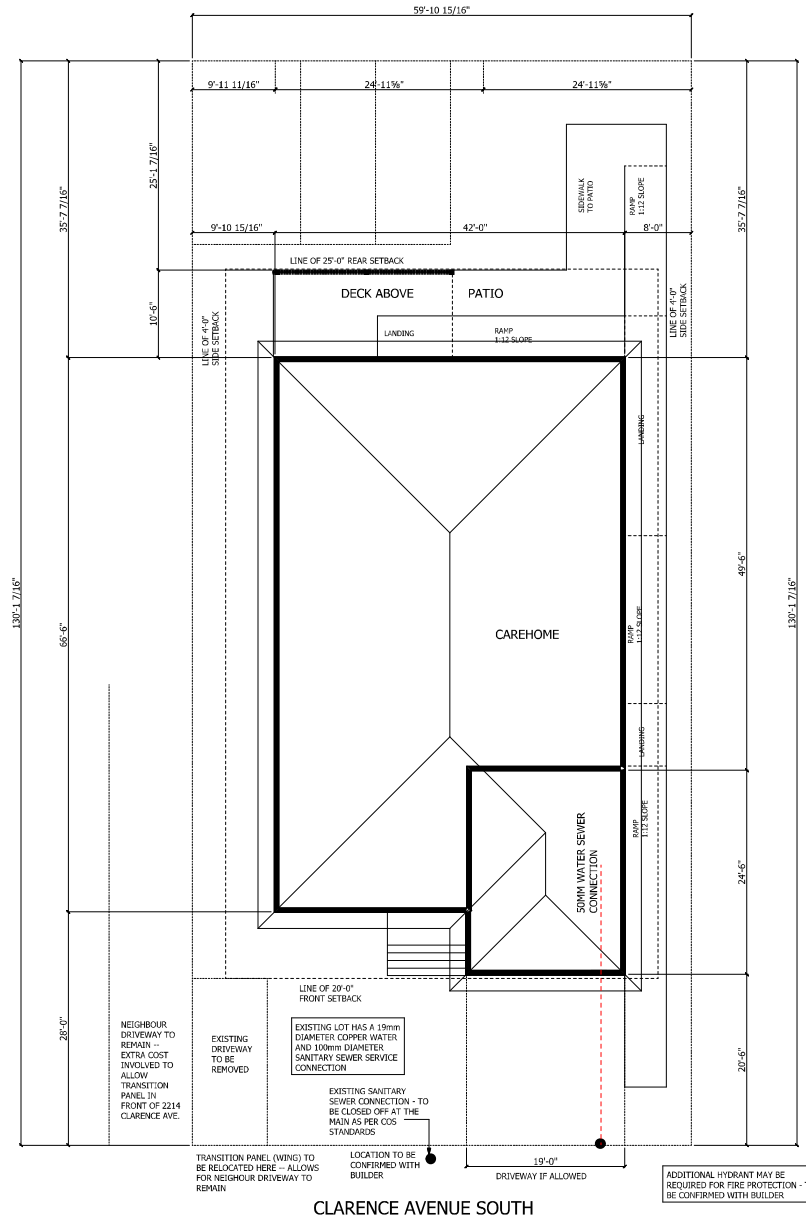 59'-10 15/16"
9'-11 11/16"
24'-11⅝"
24'-11⅝"
25'-1 7/16"
35'-7 7/16"
35'-7 7/16"
SIDEWALK
TO PATIO
RAMP
1:12 SLOPE
9'-10 15/16"
42'-0"
8'-0"
LINE OF 25'-0" REAR SETBACK
DECK ABOVE
PATIO
10'-6"
LINE OF 4'-0"
SIDE SETBACK
LINE OF 4'-0"
SIDE SETBACK
LANDING
RAMP
1:12 SLOPE
LANDING
130'-1 7/16"
66'-6"
CAREHOME
RAMP
1:12 SLOPE
49'-6"
130'-1 7/16"
LANDING
RAMP
1:12 SLOPE
50MM WATER SEWER
CONNECTION
24'-6"
LINE OF 20'-0"
FRONT SETBACK
28'-0"
20'-6"
NEIGHBOUR
DRIVEWAY TO
REMAIN --
EXTRA COST
INVOLVED TO
ALLOW
TRANSITION
PANEL IN
FRONT OF 2214
CLARENCE AVE.
EXISTING
DRIVEWAY
TO BE
REMOVED
EXISTING LOT HAS A 19mm
DIAMETER COPPER WATER
AND 100mm DIAMETER
SANITARY SEWER SERVICE
CONNECTION
EXISTING SANITARY
SEWER CONNECTION - TO
BE CLOSED OFF AT THE
MAIN AS PER COS
STANDARDS
TRANSITION PANEL (WING) TO
BE RELOCATED HERE -- ALLOWS
FOR NEIGHOUR DRIVEWAY TO
REMAIN
LOCATION TO BE
CONFIRMED WITH
BUILDER
19'-0"
DRIVEWAY IF ALLOWED
ADDITIONAL HYDRANT MAY BE
REQUIRED FOR FIRE PROTECTION -
BE CONFIRMED WITH BUILDER
CLARENCE AVENUE SOUTH